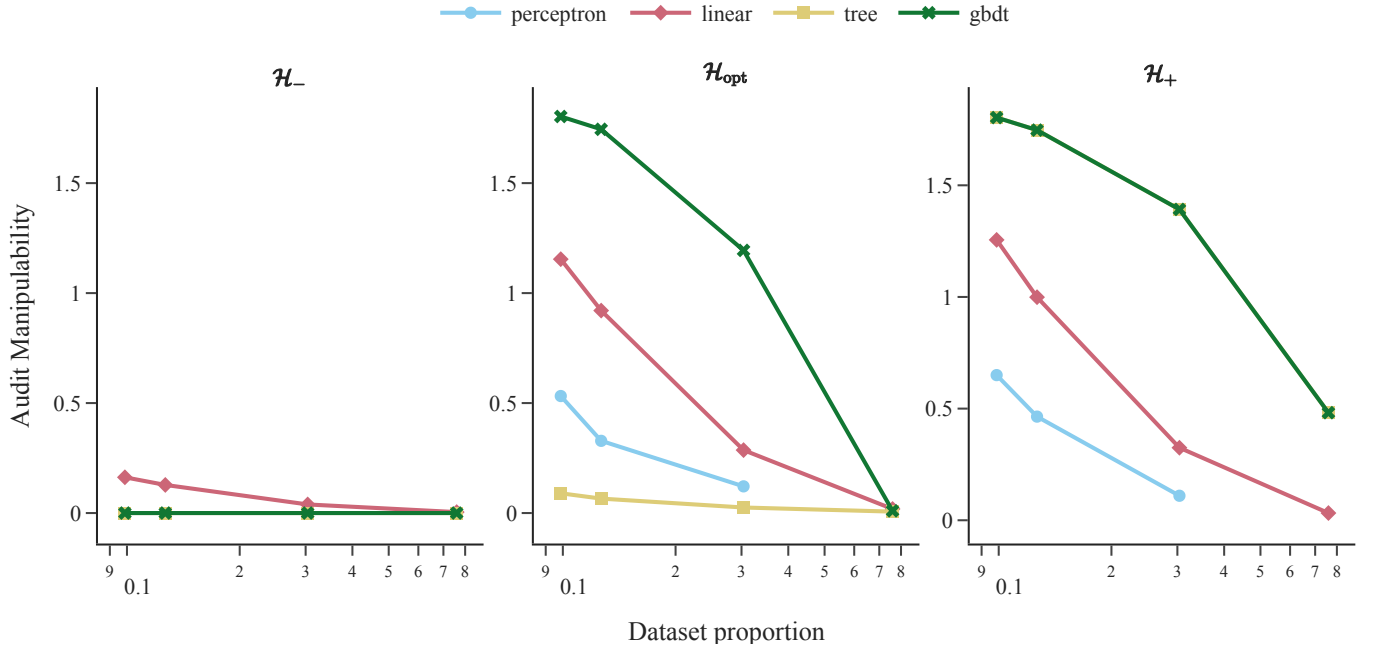 perceptron linear tree gbdt
ℋ₋ ℋopt ℋ₊
Audit Manipulability
1.5 1.5 1.5
1 1 1
0.5 0.5 0.5
0 0 0
9 2 3 4 5 6 7 8 9 2 3 4 5 6 7 8 9 2 3 4 5 6 7 8
0.1 0.1 0.1
Dataset proportion